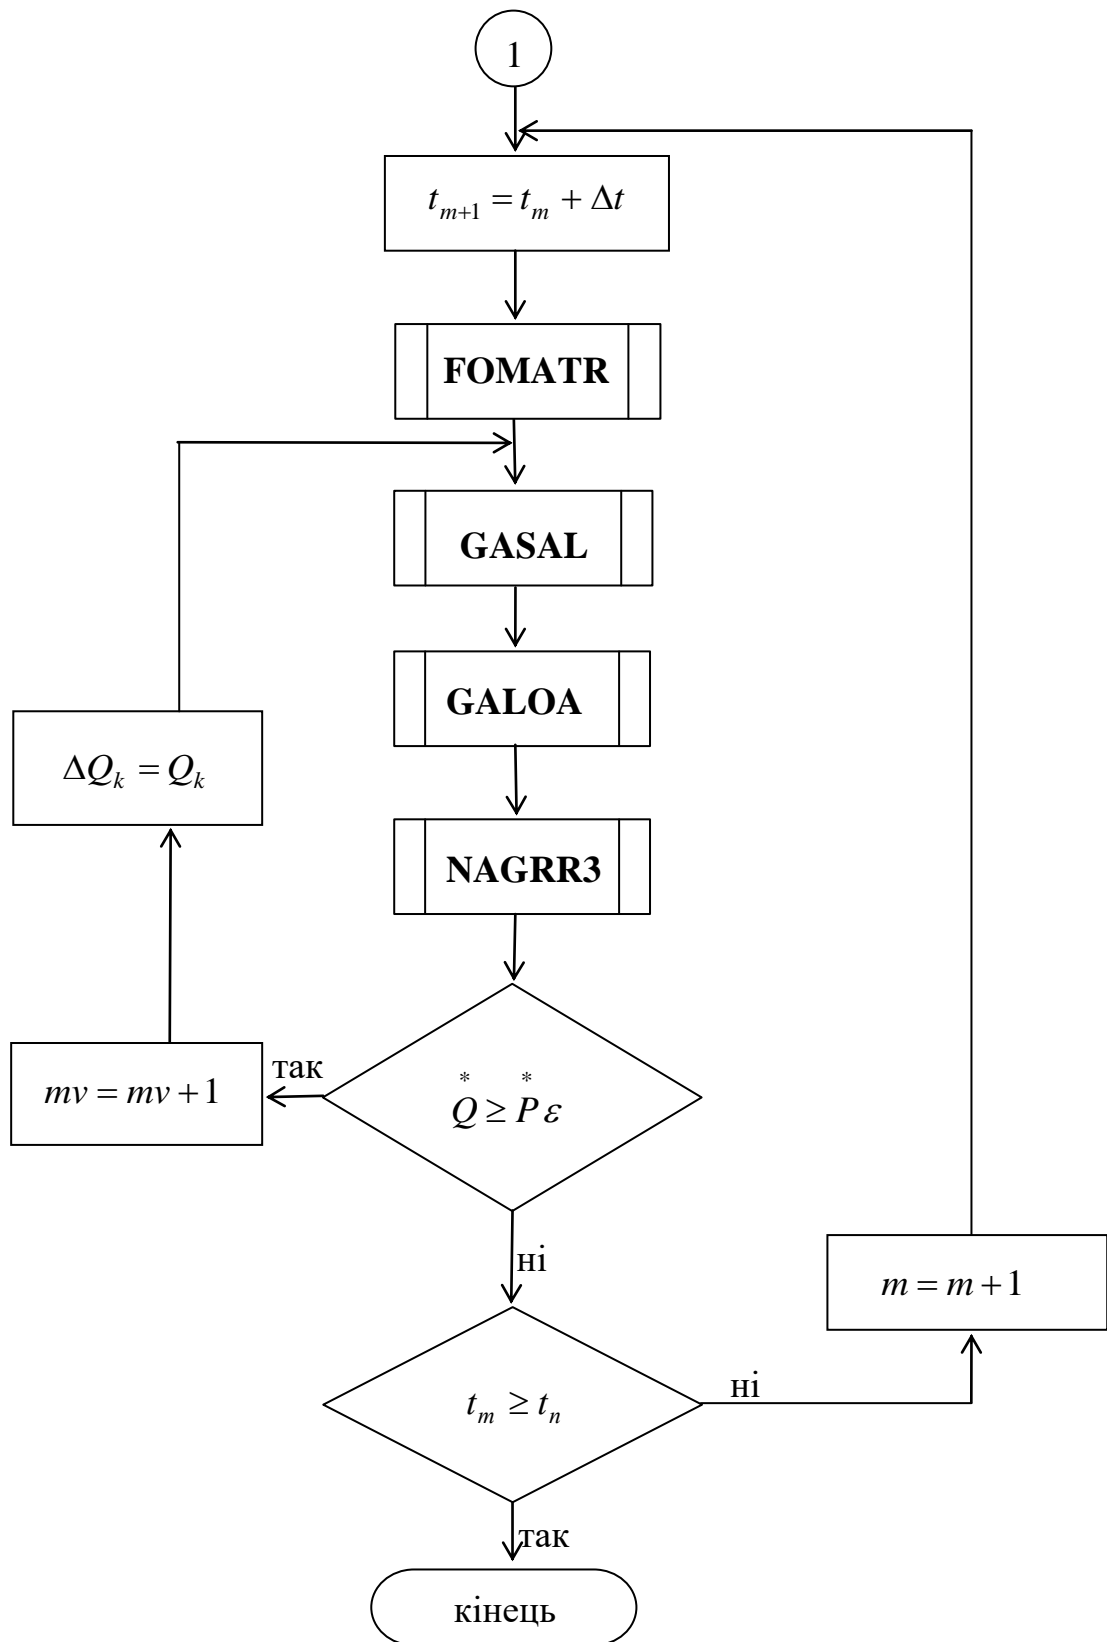 1
t_{m+1} = t_m + Δt
FOMATR
GASAL
GALOA
ΔQ_k = Q_k
NAGRR3
mv = mv + 1
так
Q* ≥ P* ε
ні
m = m + 1
t_m ≥ t_n
ні
так
кінець